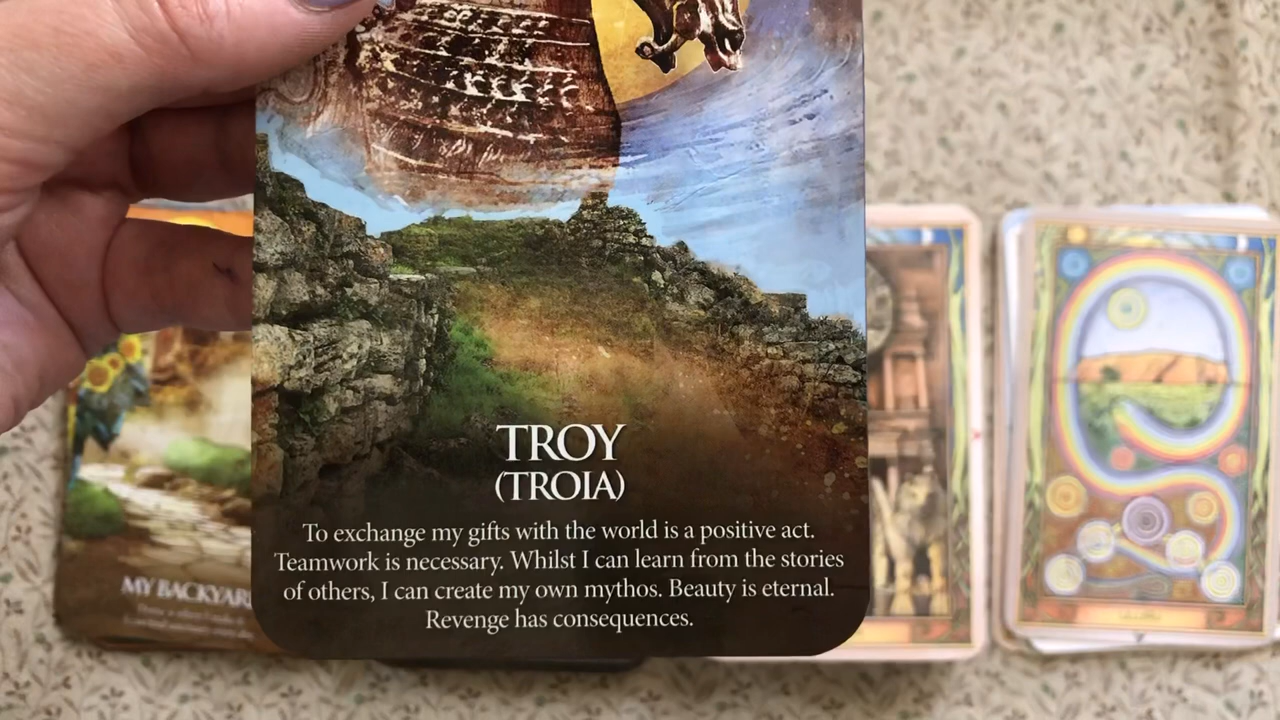 TROY
(TROIA)
To exchange my gifts with the world is a positive act.
Teamwork is necessary. Whilst I can learn from the stories
of others, I can create my own mythos. Beauty is eternal.
Revenge has consequences.
MY BACKYARD